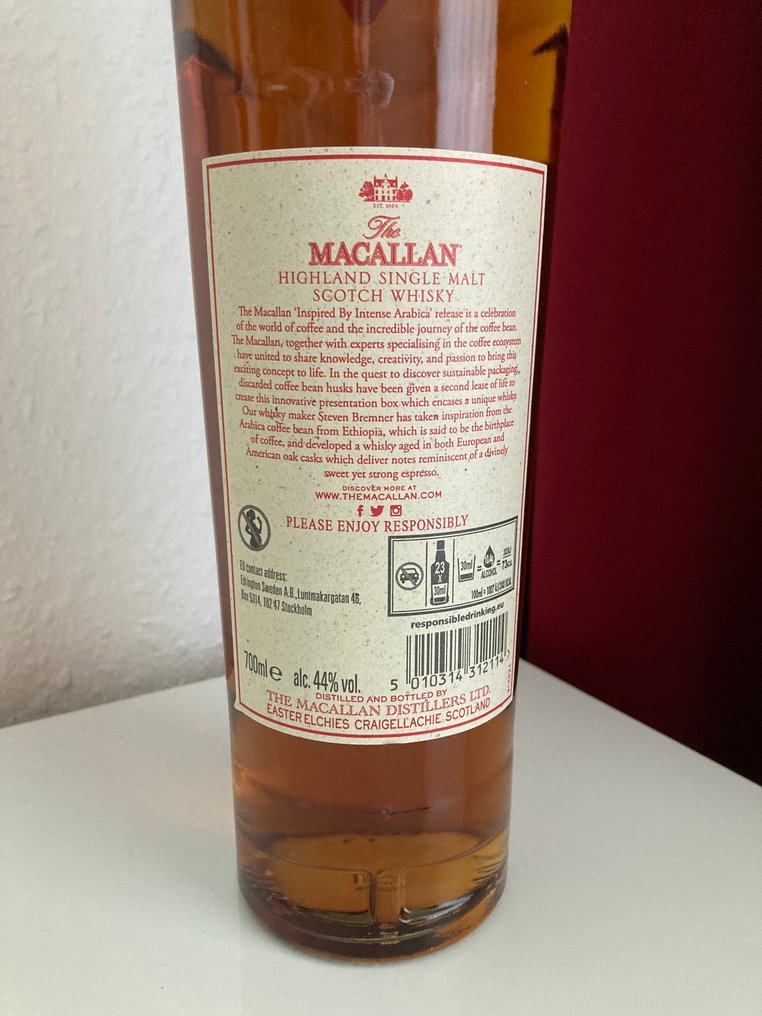 EST. 1824
The
MACALLAN
HIGHLAND SINGLE MALT
SCOTCH WHISKY
The Macallan 'Inspired By Intense Arabica' release is a celebration
of the world of coffee and the incredible journey of the coffee bean.
The Macallan, together with experts specialising in the coffee ecosystem
have united to share knowledge, creativity, and passion to bring this
exciting concept to life. In the quest to discover sustainable packaging,
discarded coffee bean husks have been given a second lease of life to
create this innovative presentation box which encases a unique whisky.
Our whisky maker Steven Bremner has taken inspiration from the
Arabica coffee bean from Ethiopia, which is said to be the birthplace
of coffee, and developed a whisky aged in both European and
American oak casks which deliver notes reminiscent of a divinely
sweet yet strong espresso.
DISCOVER MORE AT
WWW.THEMACALLAN.COM
PLEASE ENJOY RESPONSIBLY
EU contact address:
Edrington Sweden A.B., Luntmakargatan 46,
Box 5314, 102 47 Stockholm
23
X
30ml
30ml
=
ALCOHOL
=
responsibledrinking.eu
700ml e alc. 44% vol.
5 010314 312114
DISTILLED AND BOTTLED BY
THE MACALLAN DISTILLERS LTD.
EASTER ELCHIES CRAIGELLACHIE SCOTLAND